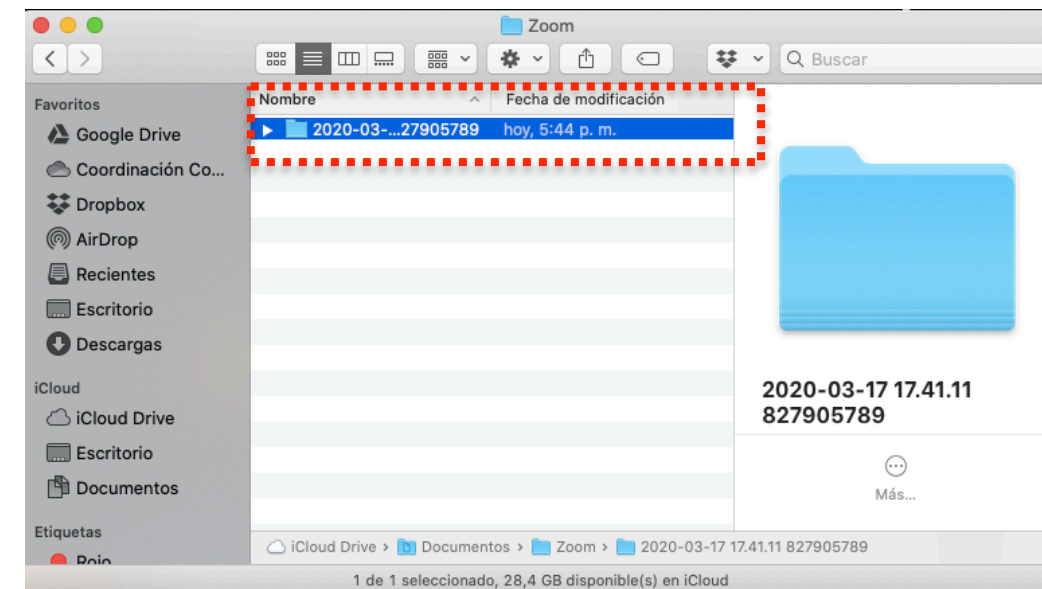 Zoom
Buscar
Favoritos
Google Drive
Coordinación Co...
Dropbox
AirDrop
Recientes
Escritorio
Descargas
iCloud
iCloud Drive
Escritorio
Documentos
Etiquetas
Rojo
Nombre Fecha de modificación
2020-03-...27905789 hoy, 5:44 p. m.
2020-03-17 17.41.11
827905789
Más...
iCloud Drive › Documentos › Zoom › 2020-03-17 17.41.11 827905789
1 de 1 seleccionado, 28,4 GB disponible(s) en iCloud